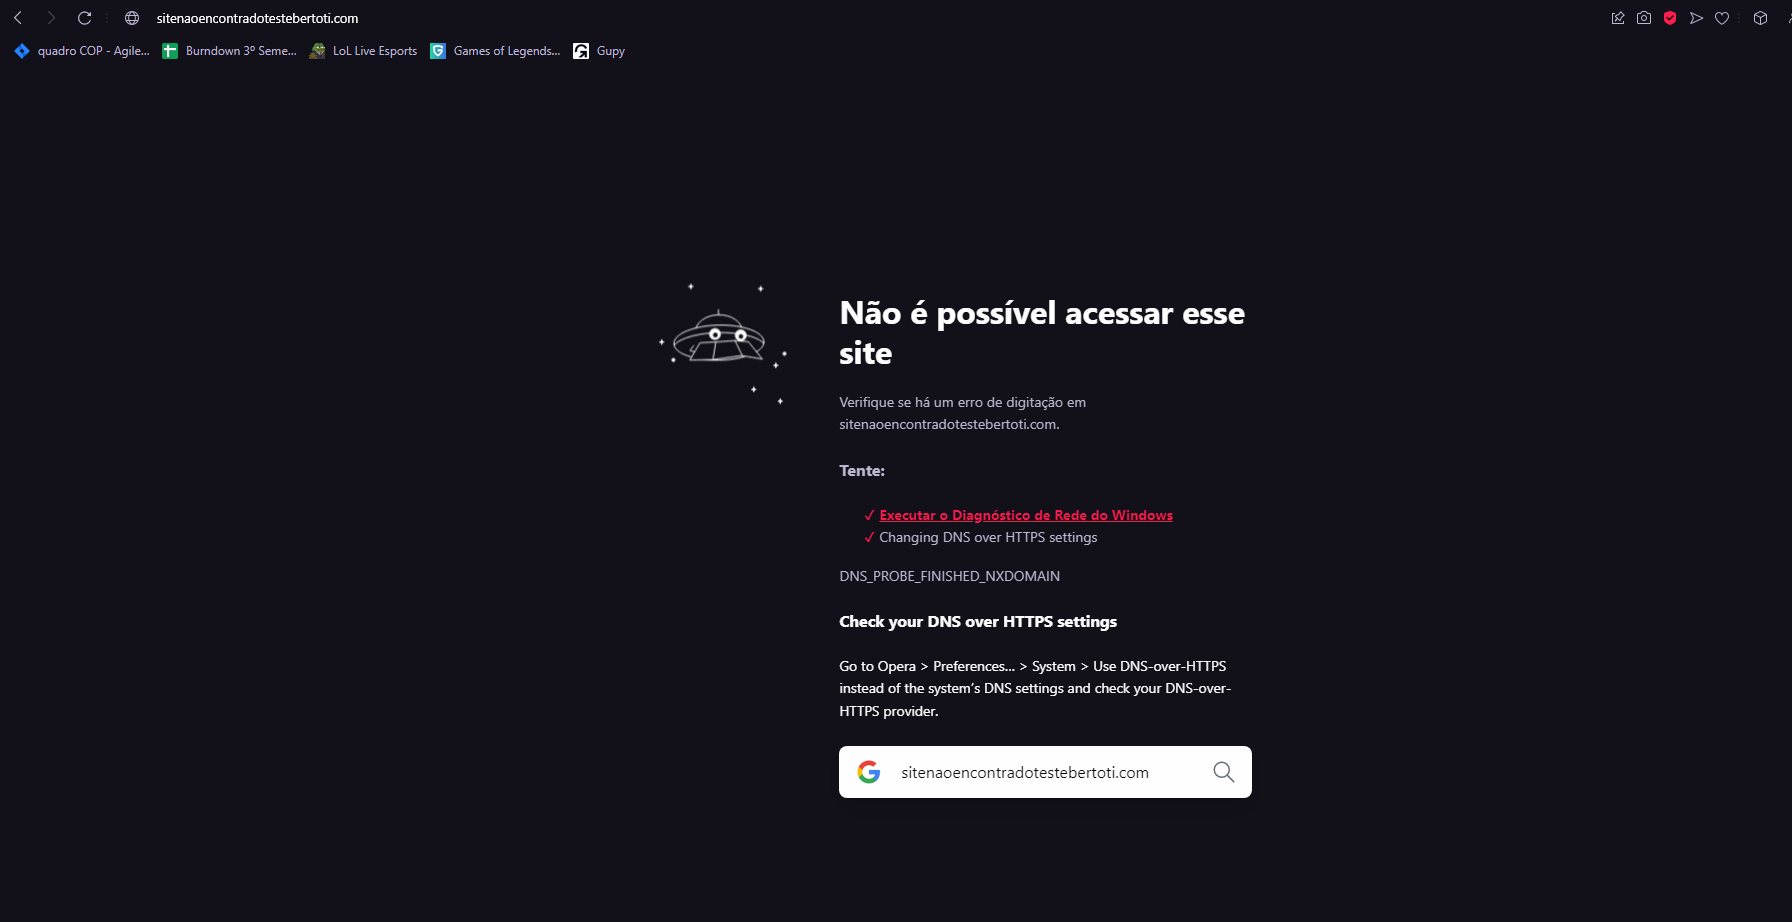 sitenaoencontradotestebertoti.com
quadro COP - Agile... Burndown 3º Seme... LoL Live Esports Games of Legends... Gupy
Não é possível acessar esse
site
Verifique se há um erro de digitação em
sitenaoencontradotestebertoti.com.
Tente:
✓ Executar o Diagnóstico de Rede do Windows
✓ Changing DNS over HTTPS settings
DNS_PROBE_FINISHED_NXDOMAIN
Check your DNS over HTTPS settings
Go to Opera > Preferences... > System > Use DNS-over-HTTPS
instead of the system’s DNS settings and check your DNS-over-
HTTPS provider.
sitenaoencontradotestebertoti.com